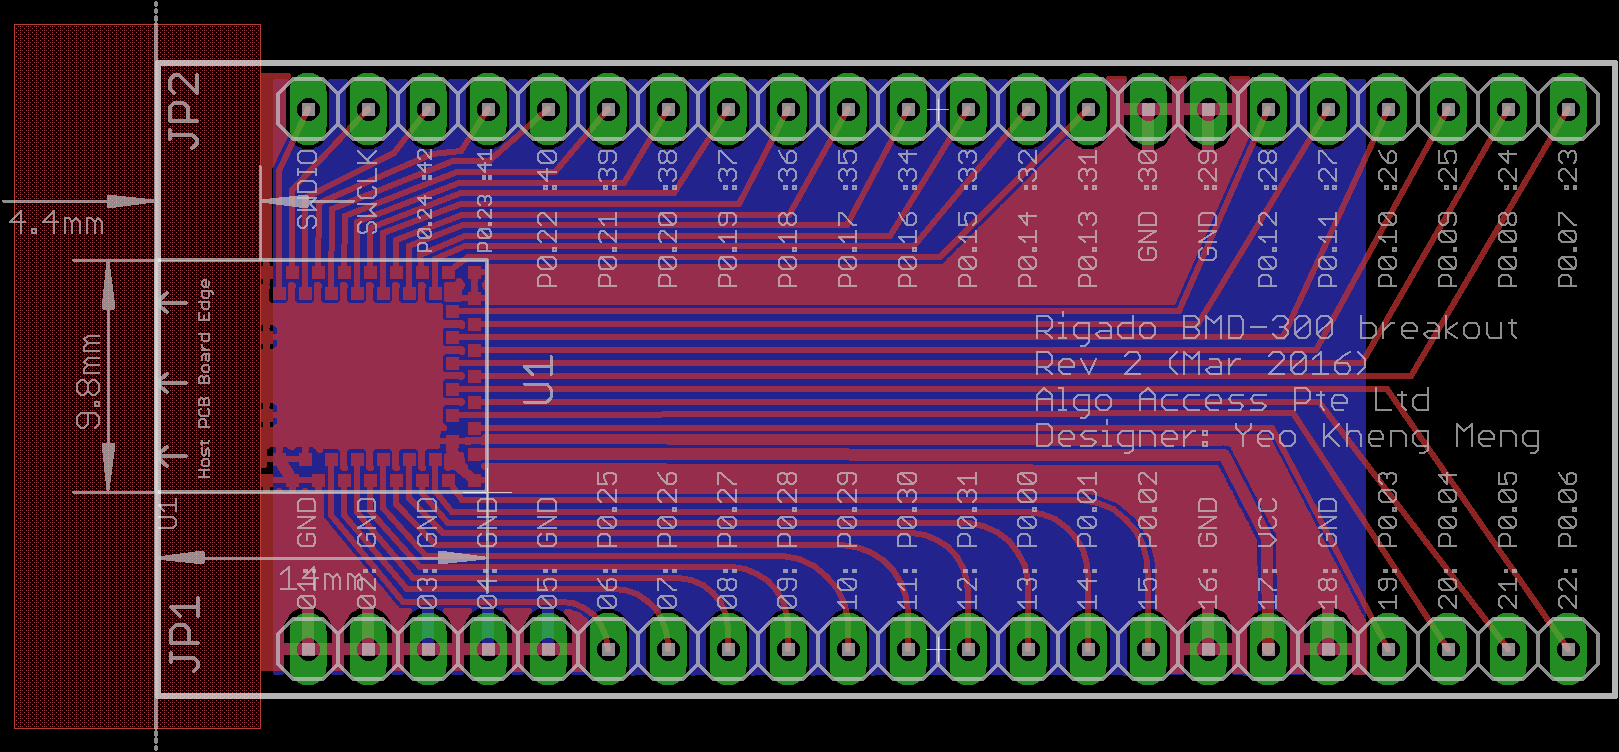 JP2
SWDIO
SWCLK
P0.24 :42
P0.23 :41
P0.22 :40
P0.21 :39
P0.20 :38
P0.19 :37
P0.18 :36
P0.17 :35
P0.16 :34
P0.15 :33
P0.14 :32
P0.13 :31
GND :30
GND :29
P0.12 :28
P0.11 :27
P0.10 :26
P0.09 :25
P0.08 :24
P0.07 :23
4.4mm
9.8mm
Host PCB Board Edge
U1
Rigado BMD-300 breakout
Rev 2 (Mar 2016)
Algo Access Pte Ltd
Designer: Yeo Kheng Meng
U1
14mm
JP1
01: GND
02: GND
03: GND
04: GND
05: GND
06: P0.25
07: P0.26
08: P0.27
09: P0.28
10: P0.29
11: P0.30
12: P0.31
13: P0.00
14: P0.01
15: P0.02
16: GND
17: VCC
18: GND
19: P0.03
20: P0.04
21: P0.05
22: P0.06